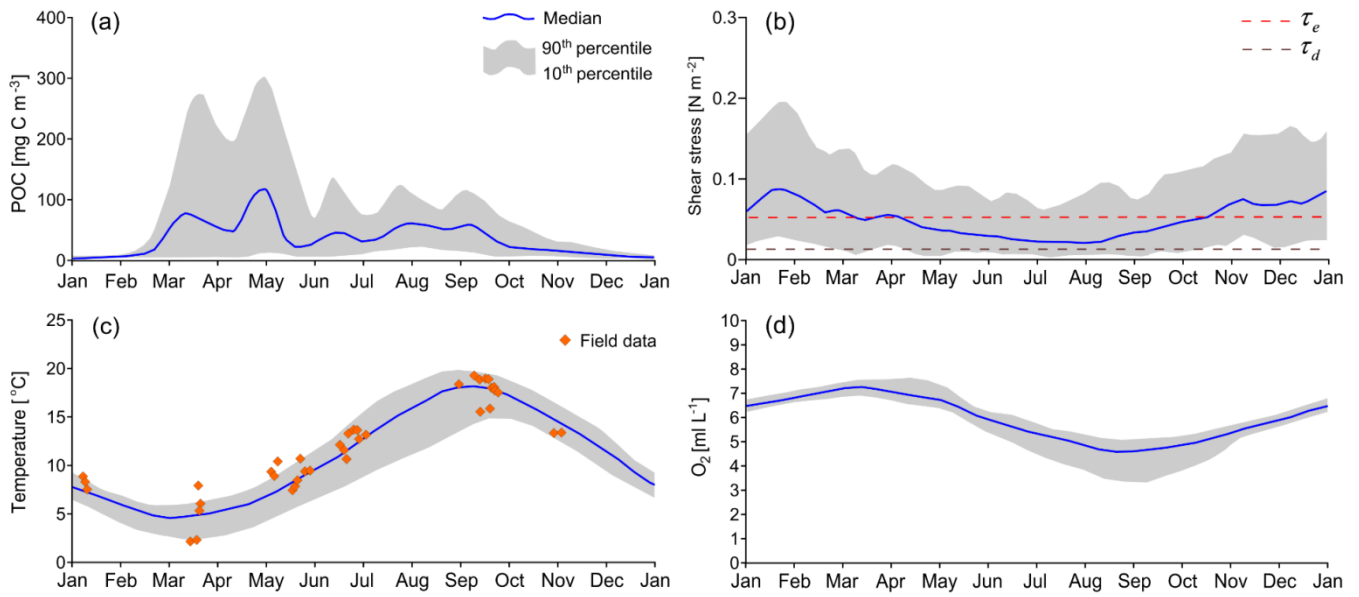 (a)
Median
90th percentile
10th percentile
POC [mg C m-3]
400
300
200
100
0
Jan Feb Mar Apr May Jun Jul Aug Sep Oct Nov Dec Jan
(b)
τe
τd
Shear stress [N m-2]
0.3
0.2
0.1
0
Jan Feb Mar Apr May Jun Jul Aug Sep Oct Nov Dec Jan
(c)
Field data
Temperature [°C]
25
20
15
10
5
0
Jan Feb Mar Apr May Jun Jul Aug Sep Oct Nov Dec Jan
(d)
O2 [ml L-1]
10
9
8
7
6
5
4
3
2
1
0
Jan Feb Mar Apr May Jun Jul Aug Sep Oct Nov Dec Jan